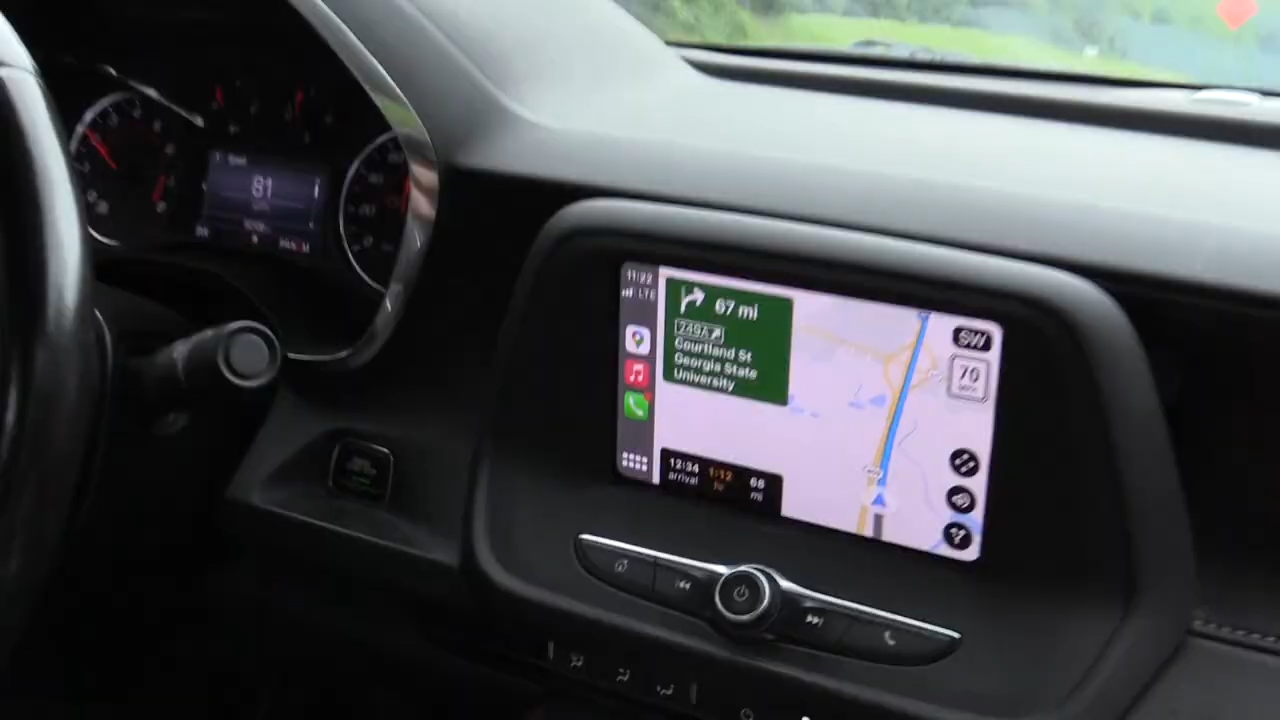 Speed
81
11:22
LTE
67 mi
249A
Courtland St
Georgia State
University
SW
70
12:34 1:12 68
arrival hr mi